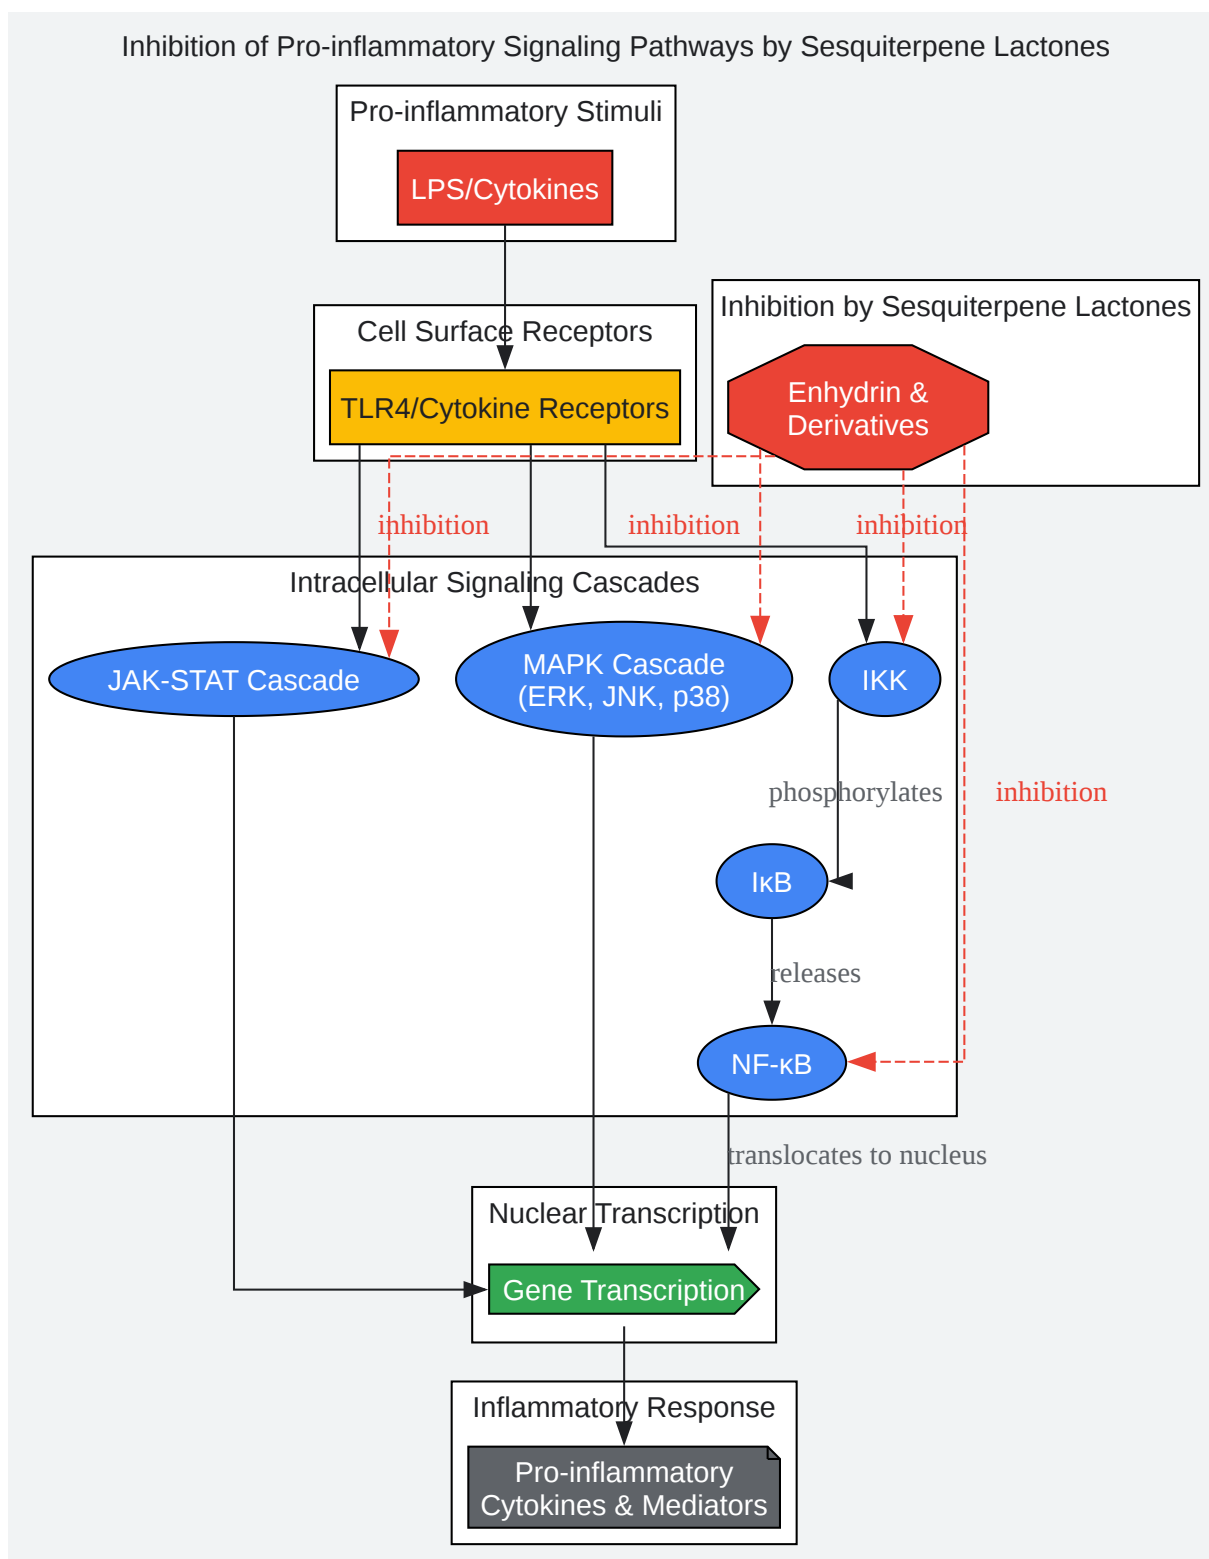 Inhibition of Pro-inflammatory Signaling Pathways by Sesquiterpene Lactones
Pro-inflammatory Stimuli
LPS/Cytokines
Inhibition by Sesquiterpene Lactones
Cell Surface Receptors
Enhydrin &
Derivatives
TLR4/Cytokine Receptors
inhibition
inhibition
inhibition
Intracellular Signaling Cascades
JAK-STAT Cascade
MAPK Cascade
(ERK, JNK, p38)
IKK
phosphorylates
inhibition
IκB
releases
NF-κB
translocates to nucleus
Nuclear Transcription
Gene Transcription
Inflammatory Response
Pro-inflammatory
Cytokines & Mediators